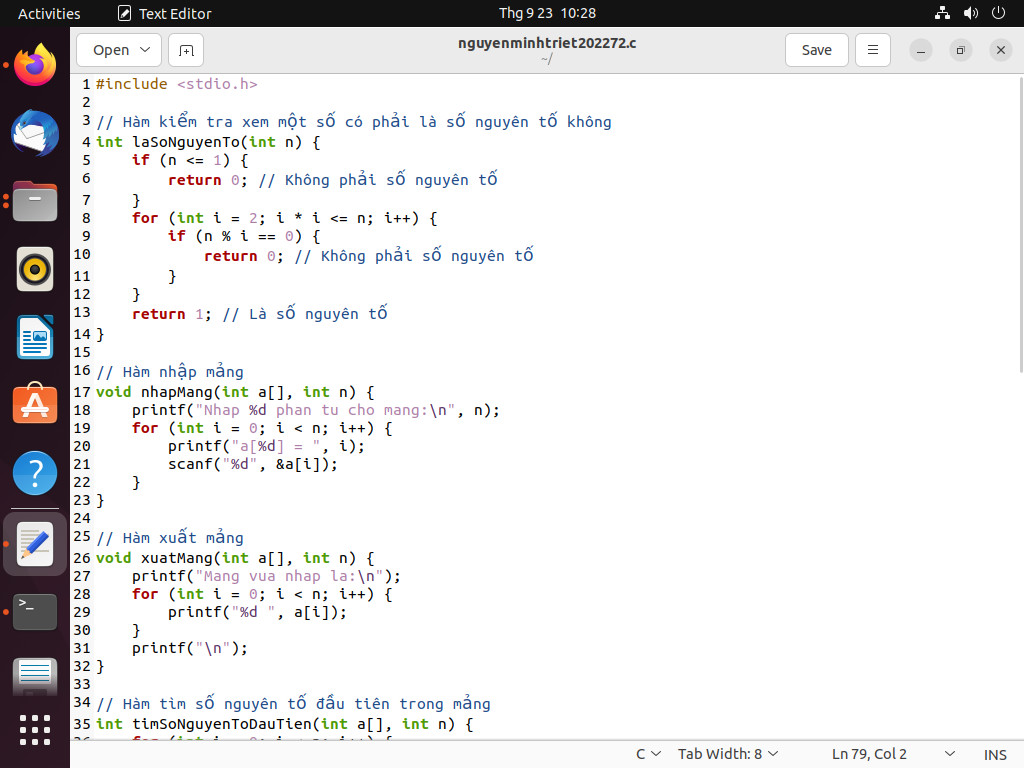 Activities Text Editor Thg 9 23 10:28
Open nguyenminhtriet202272.c Save
~/
1 #include <stdio.h>
2
3 // Hàm kiểm tra xem một số có phải là số nguyên tố không
4 int laSoNguyenTo(int n) {
5     if (n <= 1) {
6         return 0; // Không phải số nguyên tố
7     }
8     for (int i = 2; i * i <= n; i++) {
9         if (n % i == 0) {
10             return 0; // Không phải số nguyên tố
11         }
12     }
13     return 1; // Là số nguyên tố
14 }
15
16 // Hàm nhập mảng
17 void nhapMang(int a[], int n) {
18     printf("Nhap %d phan tu cho mang:\n", n);
19     for (int i = 0; i < n; i++) {
20         printf("a[%d] = ", i);
21         scanf("%d", &a[i]);
22     }
23 }
24
25 // Hàm xuất mảng
26 void xuatMang(int a[], int n) {
27     printf("Mang vua nhap la:\n");
28     for (int i = 0; i < n; i++) {
29         printf("%d ", a[i]);
30     }
31     printf("\n");
32 }
33
34 // Hàm tìm số nguyên tố đầu tiên trong mảng
35 int timSoNguyenToDauTien(int a[], int n) {
C Tab Width: 8 Ln 79, Col 2 INS